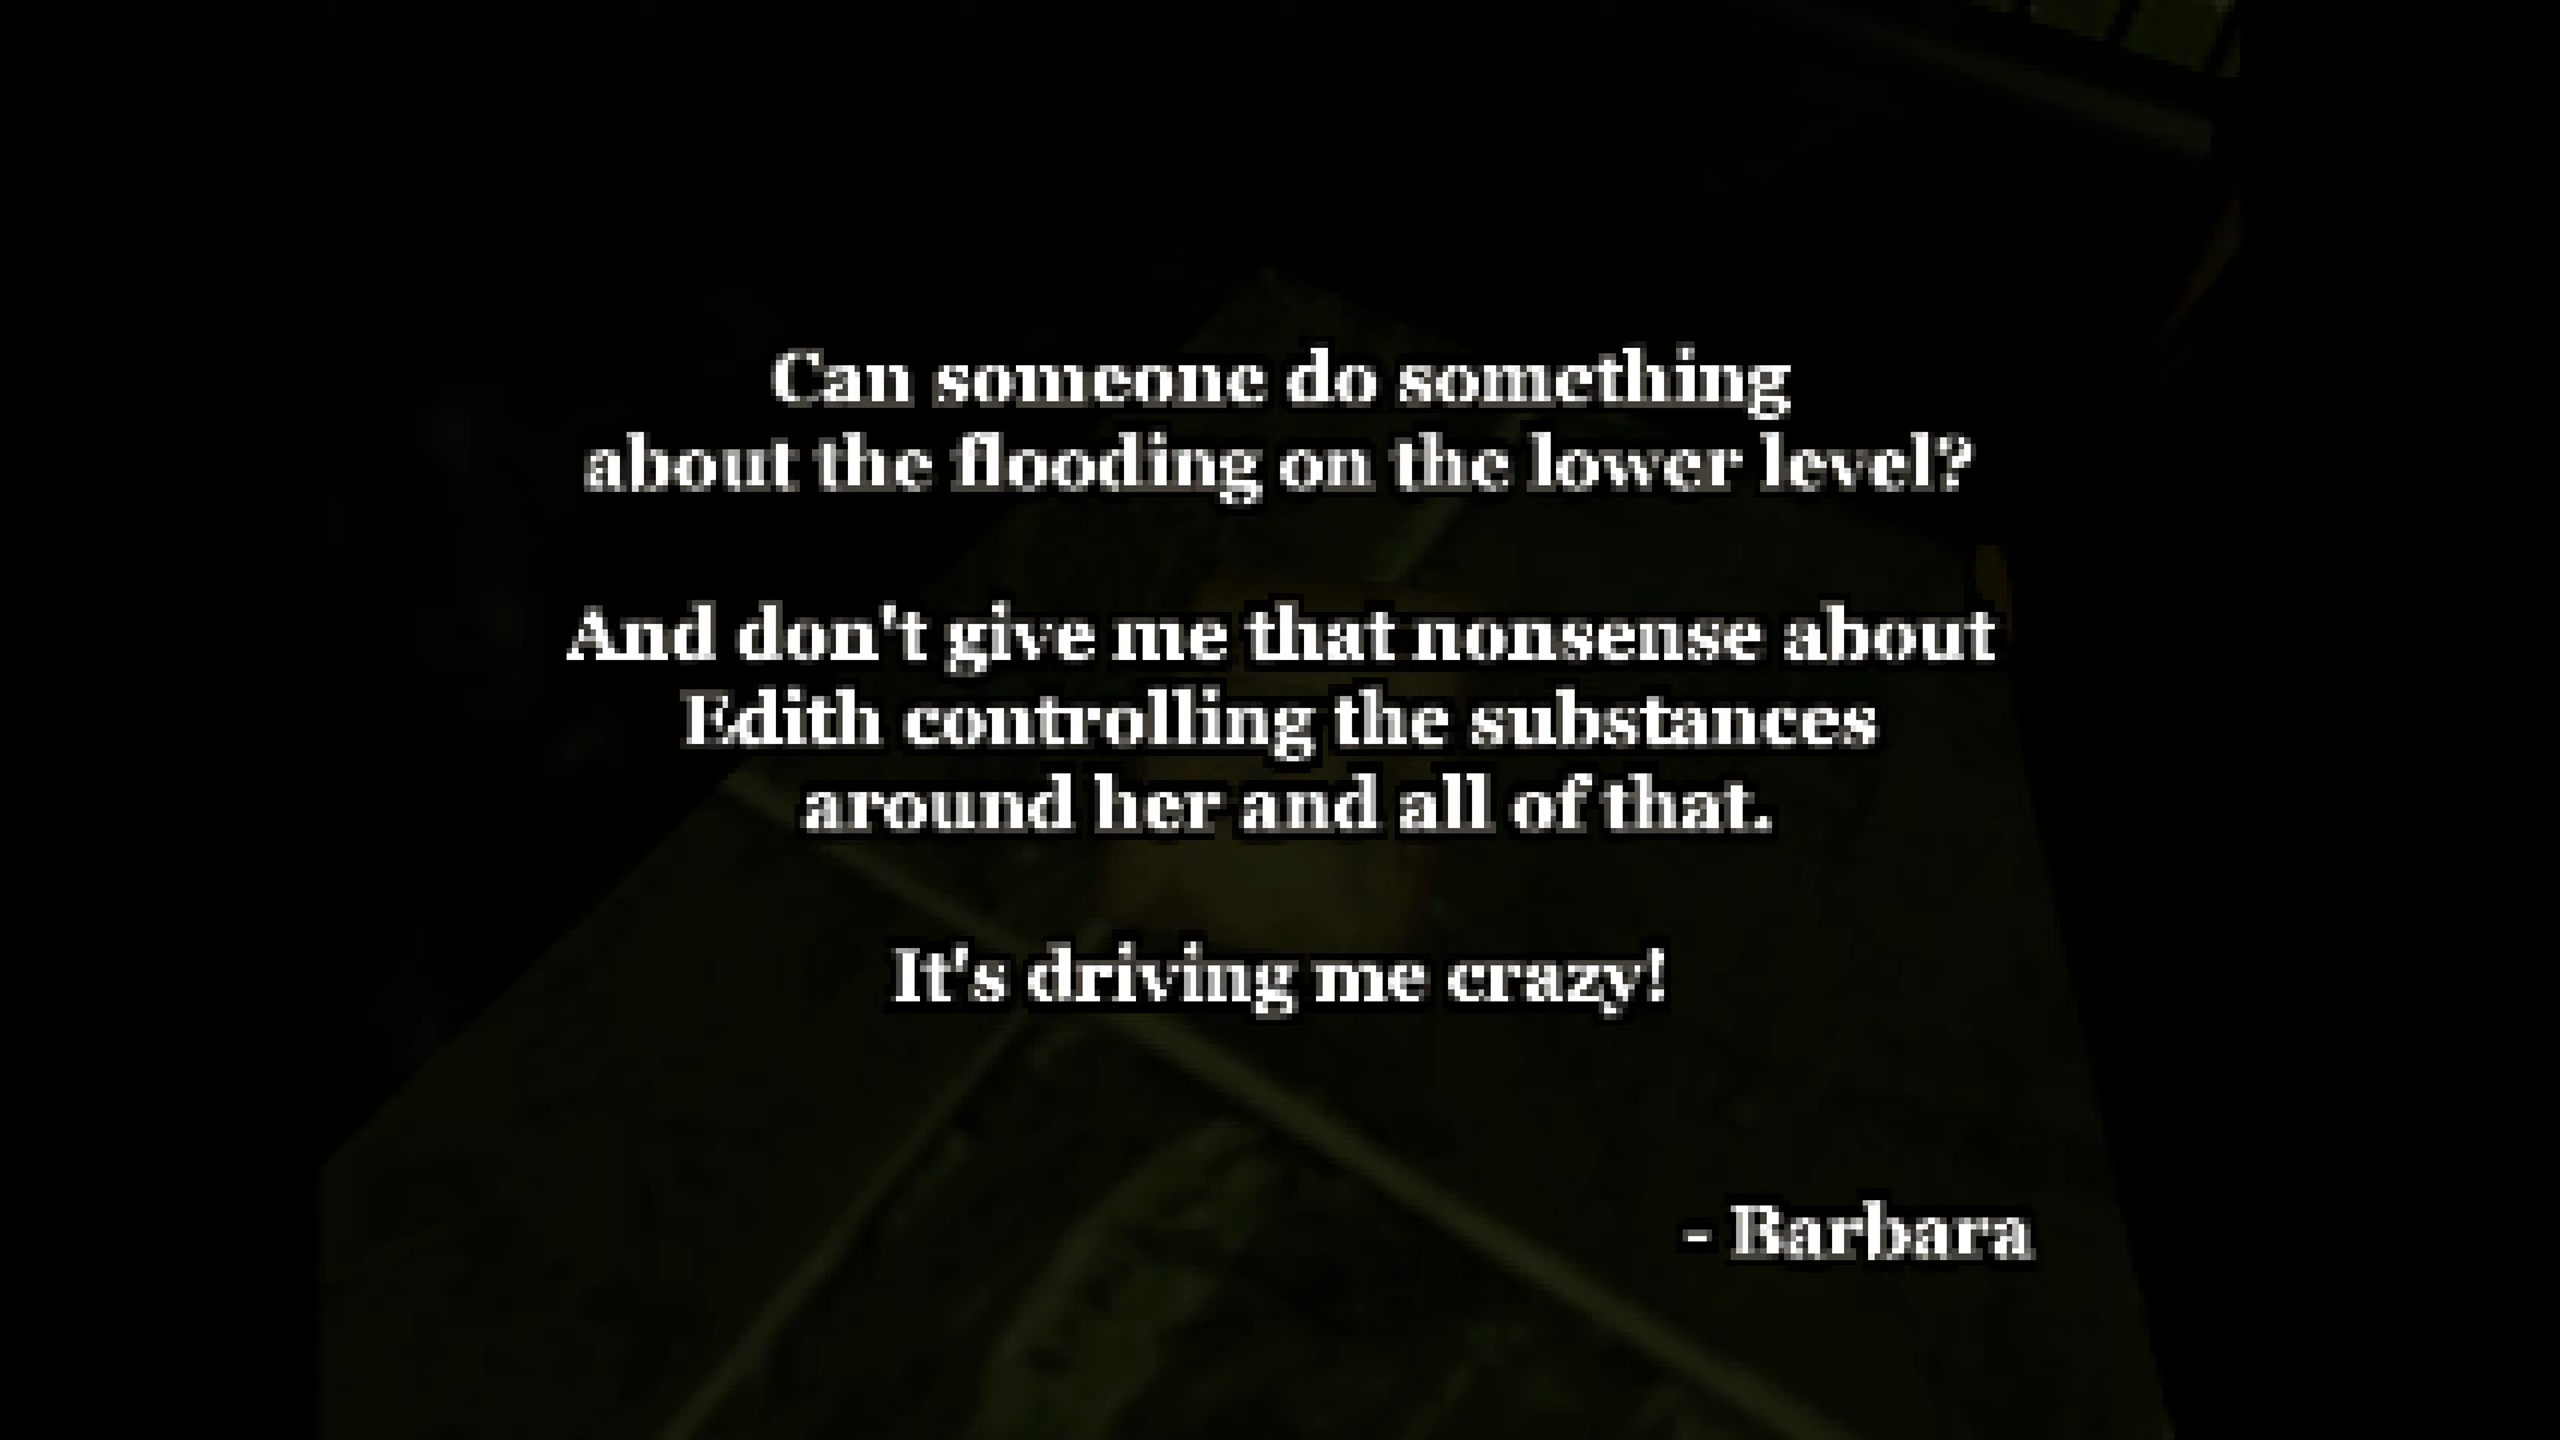 Can someone do something
about the flooding on the lower level?
And don't give me that nonsense about
Edith controlling the substances
around her and all of that.
It's driving me crazy!
- Barbara